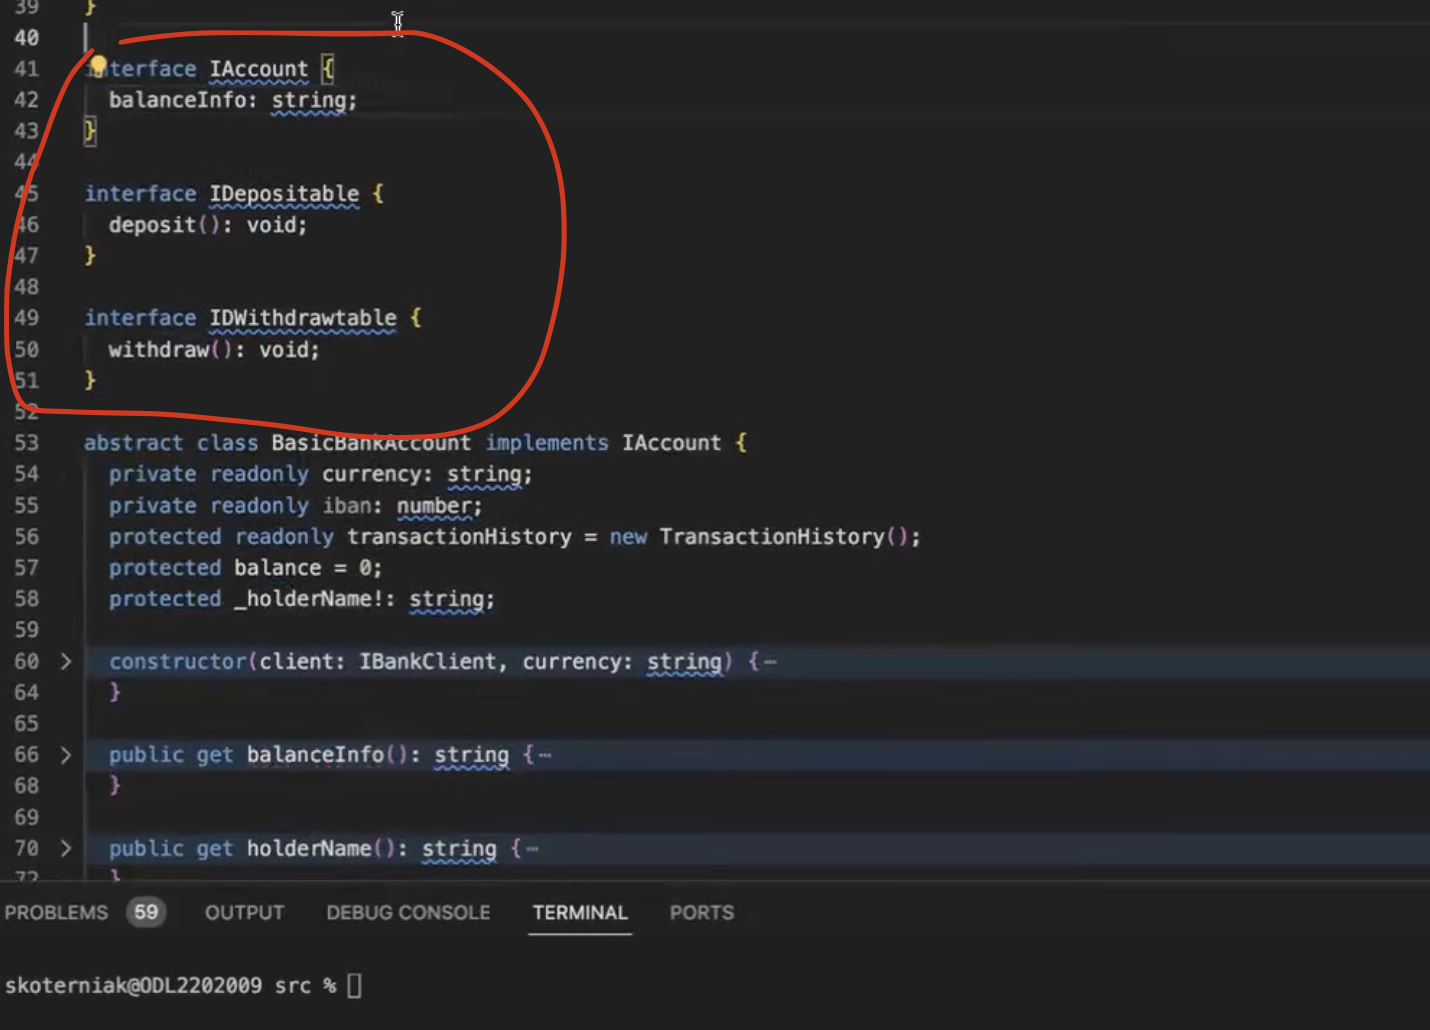 39 }
40
41 interface IAccount {
42 balanceInfo: string;
43 }
44
45 interface IDepositable {
46 deposit(): void;
47 }
48
49 interface IDWithdrawtable {
50 withdraw(): void;
51 }
52
53 abstract class BasicBankAccount implements IAccount {
54 private readonly currency: string;
55 private readonly iban: number;
56 protected readonly transactionHistory = new TransactionHistory();
57 protected balance = 0;
58 protected _holderName!: string;
59
60 > constructor(client: IBankClient, currency: string) {⋯
64 }
65
66 > public get balanceInfo(): string {⋯
68 }
69
70 > public get holderName(): string {⋯
72 }
PROBLEMS 59 OUTPUT DEBUG CONSOLE TERMINAL PORTS
skoterniak@ODL2202009 src %